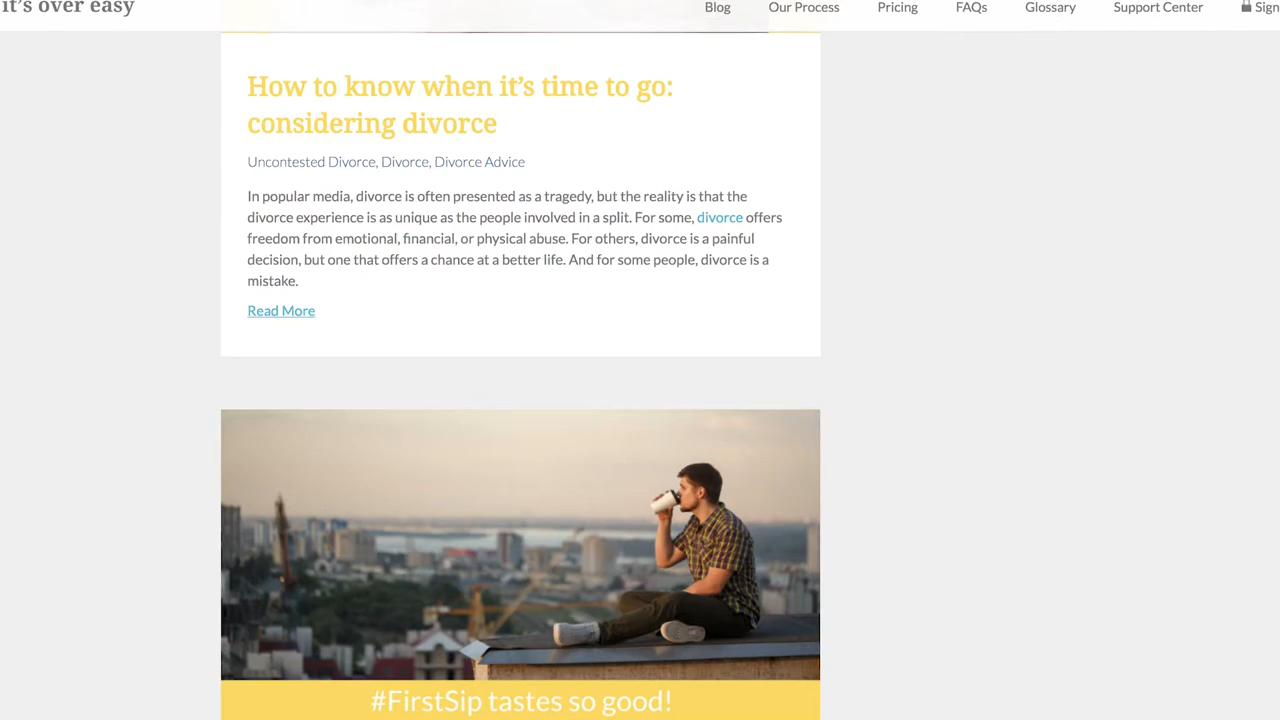 it's over easy
Blog Our Process Pricing FAQs Glossary Support Center Sign
How to know when it’s time to go:
considering divorce
Uncontested Divorce, Divorce, Divorce Advice
In popular media, divorce is often presented as a tragedy, but the reality is that the
divorce experience is as unique as the people involved in a split. For some, divorce offers
freedom from emotional, financial, or physical abuse. For others, divorce is a painful
decision, but one that offers a chance at a better life. And for some people, divorce is a
mistake.
Read More
#FirstSip tastes so good!